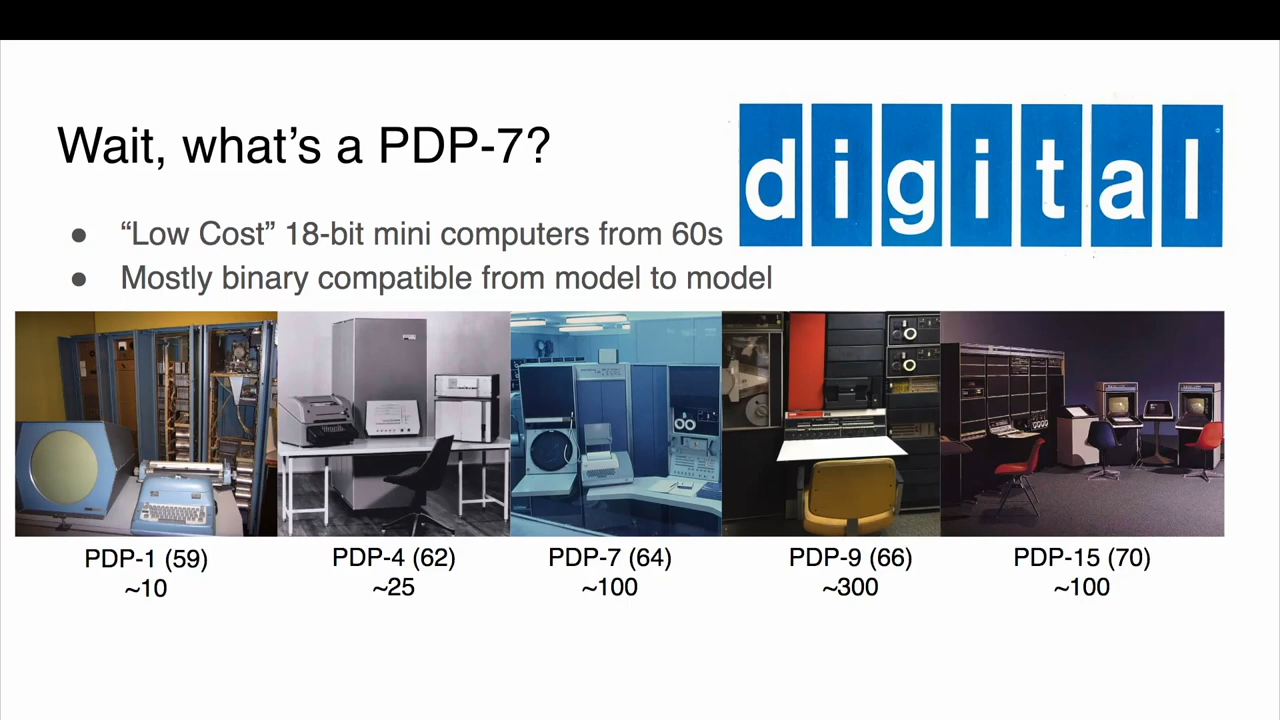 Wait, what's a PDP-7?
digital
● “Low Cost” 18-bit mini computers from 60s
● Mostly binary compatible from model to model
PDP-1 (59)
~10
PDP-4 (62)
~25
PDP-7 (64)
~100
PDP-9 (66)
~300
PDP-15 (70)
~100